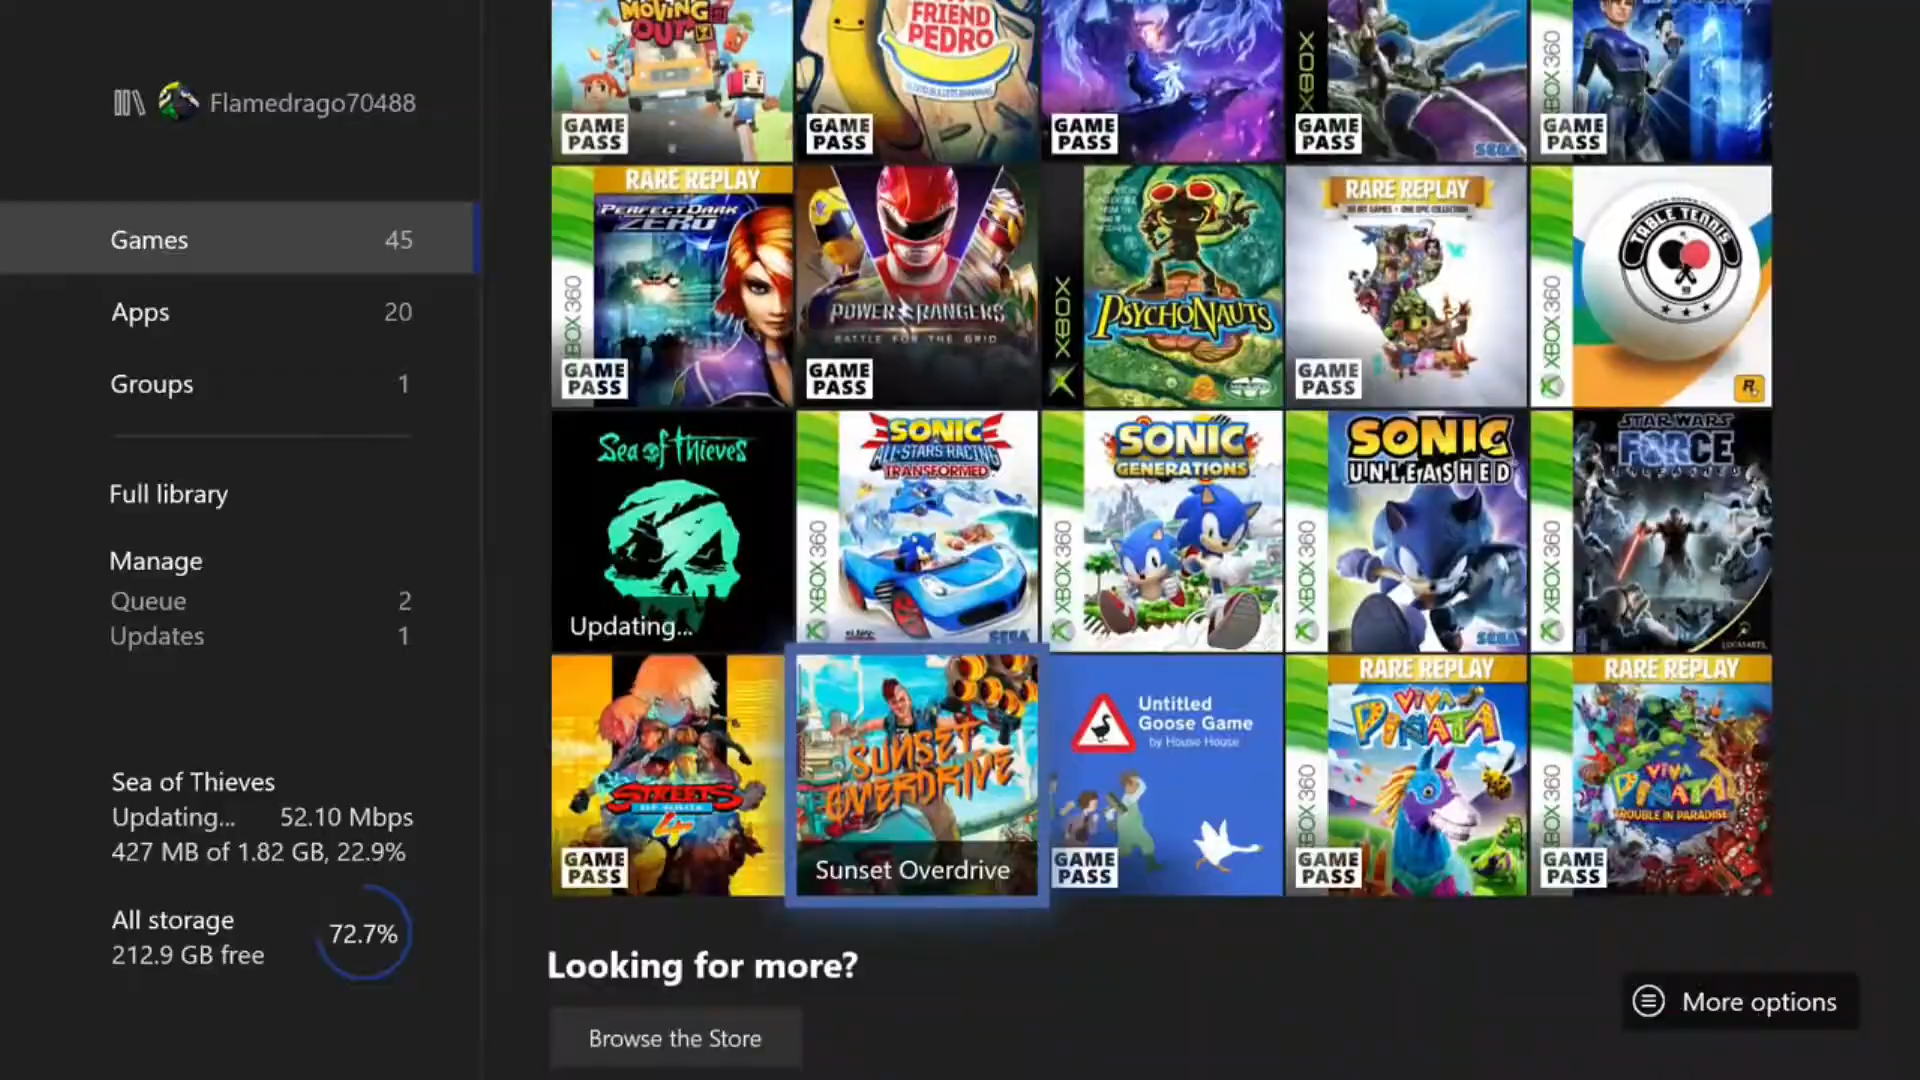 Flamedrago70488
Games 45
Apps 20
Groups 1
Full library
Manage
Queue 2
Updates 1
Sea of Thieves
Updating... 52.10 Mbps
427 MB of 1.82 GB, 22.9%
All storage
212.9 GB free
72.7%
MOVING OUT
GAME PASS
FRIEND
PEDRO
GAME PASS
GAME PASS
XBOX
SEGA
GAME PASS
XBOX 360
GAME PASS
RARE REPLAY
PERFECT DARK
ZERO
XBOX 360
GAME PASS
POWER RANGERS
BATTLE FOR THE GRID
GAME PASS
XBOX
PSYCHONAUTS
RARE REPLAY
GAME PASS
XBOX 360
TABLE TENNIS
R
Sea of Thieves
Updating...
XBOX 360
SONIC
ALL-STARS RACING
TRANSFORMED
SEGA
XBOX 360
SONIC
GENERATIONS
XBOX 360
SONIC
UNLEASHED
SEGA
XBOX 360
STAR WARS
FORCE
UNLEASHED
LUCASARTS
STREETS
OF RAGE
4
GAME PASS
SUNSET
OVERDRIVE
Sunset Overdrive
Untitled
Goose Game
by House House
GAME PASS
RARE REPLAY
VIVA
PIÑATA
XBOX 360
GAME PASS
RARE REPLAY
VIVA
PIÑATA
TROUBLE IN PARADISE
XBOX 360
GAME PASS
Looking for more?
Browse the Store
More options